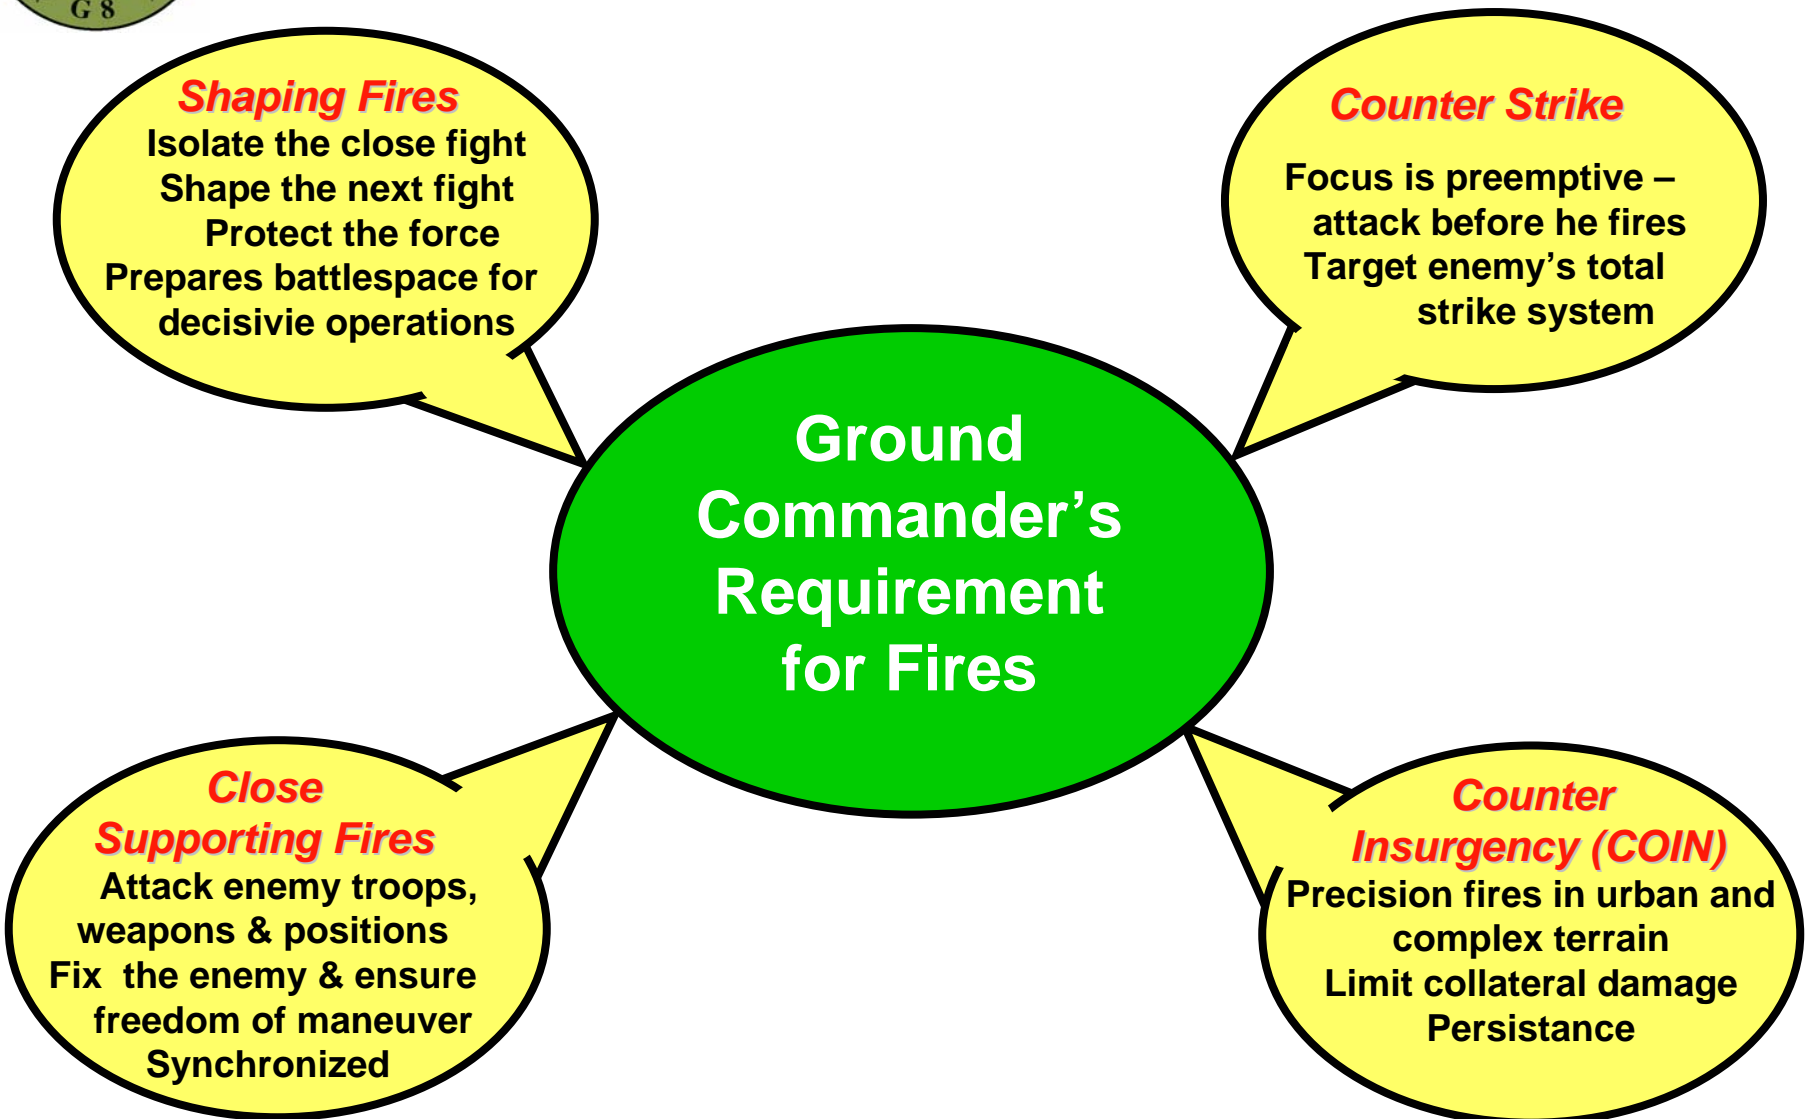 G 8
Shaping Fires
Isolate the close fight
Shape the next fight
Protect the force
Prepares battlespace for
decisivie operations
Counter Strike
Focus is preemptive –
attack before he fires
Target enemy’s total
strike system
Ground
Commander’s
Requirement
for Fires
Close
Supporting Fires
Attack enemy troops,
weapons & positions
Fix the enemy & ensure
freedom of maneuver
Synchronized
Counter
Insurgency (COIN)
Precision fires in urban and
complex terrain
Limit collateral damage
Persistance